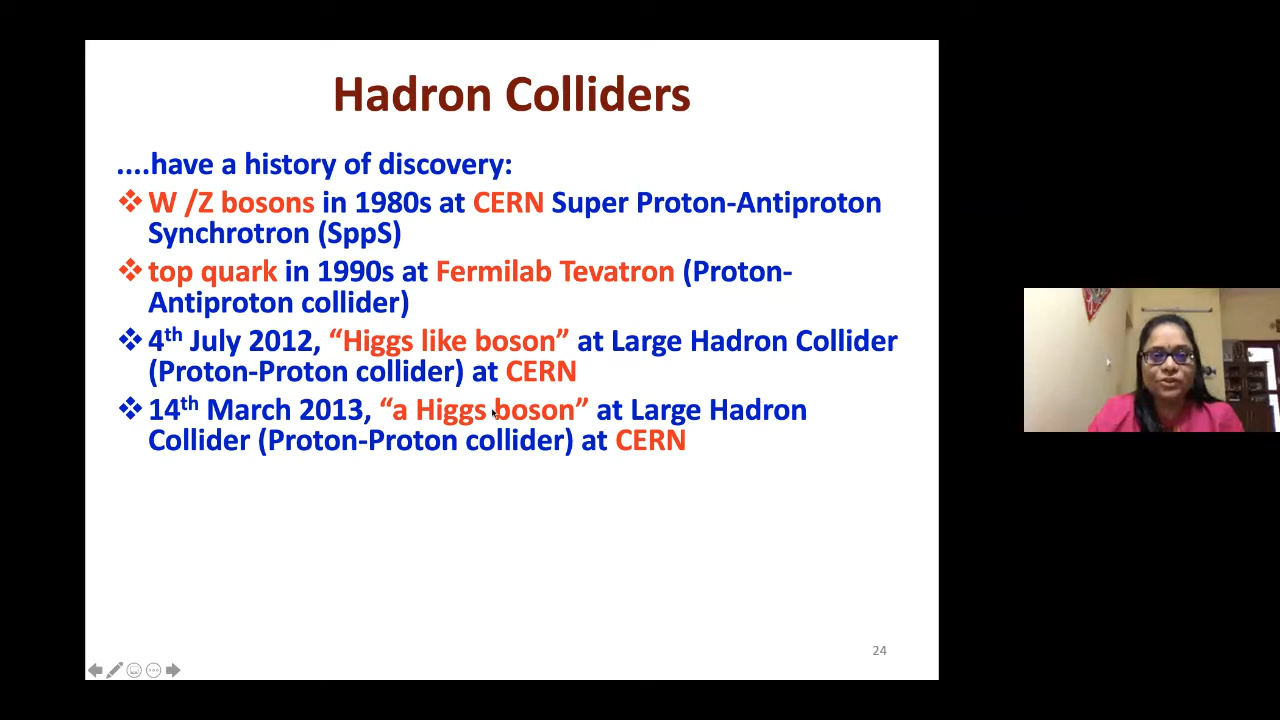 Hadron Colliders
....have a history of discovery:
❖ W /Z bosons in 1980s at CERN Super Proton-Antiproton
Synchrotron (SppS)
❖ top quark in 1990s at Fermilab Tevatron (Proton-
Antiproton collider)
❖ 4th July 2012, “Higgs like boson” at Large Hadron Collider
(Proton-Proton collider) at CERN
❖ 14th March 2013, “a Higgs boson” at Large Hadron
Collider (Proton-Proton collider) at CERN
24